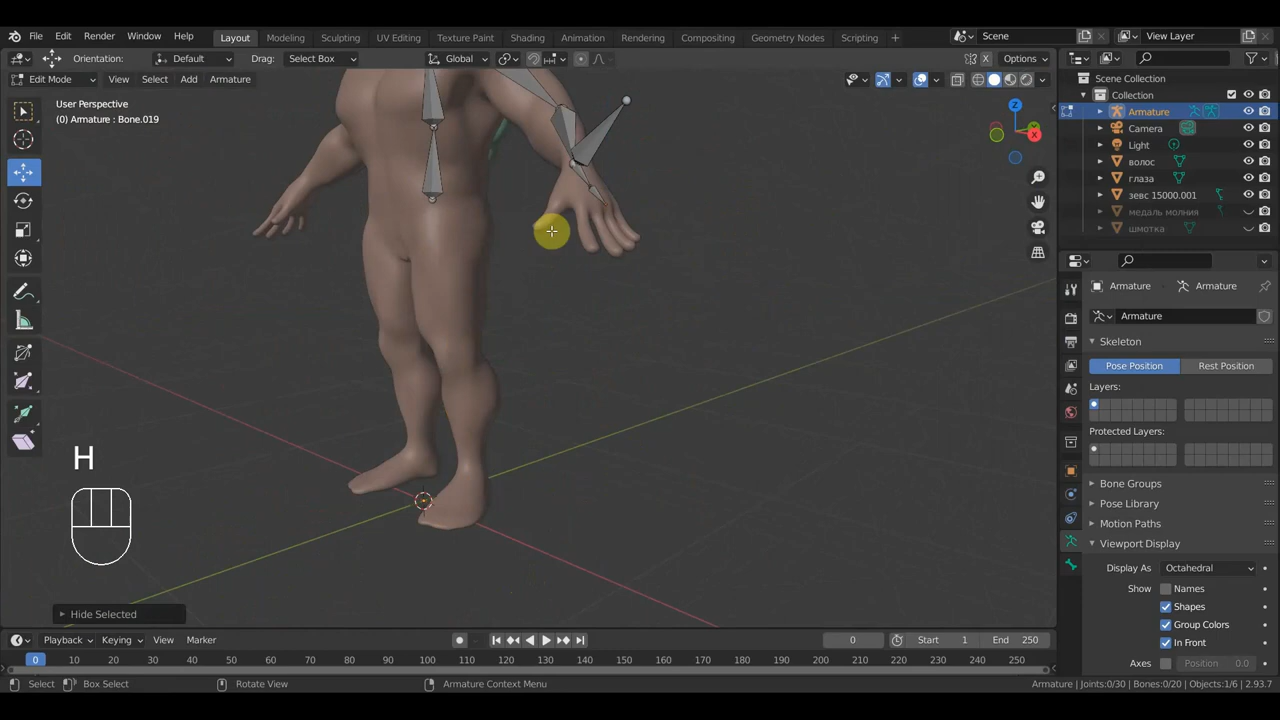 File Edit Render Window Help Layout Modeling Sculpting UV Editing Texture Paint Shading Animation Rendering Compositing Geometry Nodes Scripting + Scene View Layer
Orientation: Default Drag: Select Box Global Options
Edit Mode View Select Add Armature
Scene Collection
Collection
Armature
Camera
Light
волос
глаза
зевс 15000.001
медаль молния
шмотка
User Perspective
(0) Armature : Bone.019
Z
X
Armature Armature
Armature
Skeleton
Pose Position Rest Position
Layers:
Protected Layers:
Bone Groups
Pose Library
Motion Paths
Viewport Display
Display As Octahedral
Show Names
Shapes
Group Colors
In Front
Axes Position 0.0
H
Hide Selected
Playback Keying View Marker 0 Start 1 End 250
0 10 20 30 40 50 60 70 80 90 100 110 120 130 140 150 160 170 180 190 200 210 220 230 240 250
Select Box Select Rotate View Armature Context Menu Armature | Joints:0/30 | Bones:0/20 | Objects:1/6 | 2.93.7